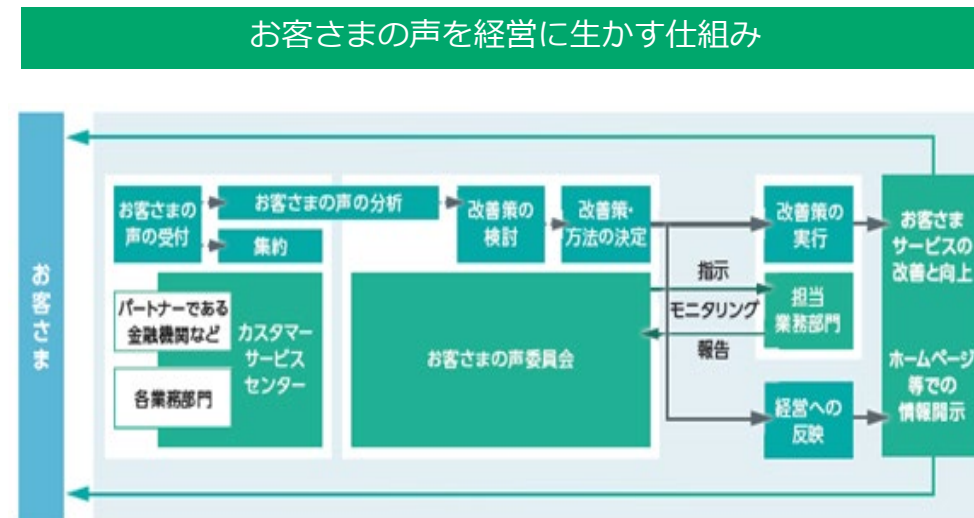 お客さまの声を経営に生かす仕組み
お客さま
お客さまの
声の受付
お客さまの声の分析
集約
改善策の
検討
改善策・
方法の決定
改善策の
実行
お客さま
サービスの
改善と向上
パートナーである
金融機関など
各業務部門
カスタマー
サービス
センター
お客さまの声委員会
指示
モニタリング
報告
担当
業務部門
経営への
反映
ホームページ
等での
情報開示